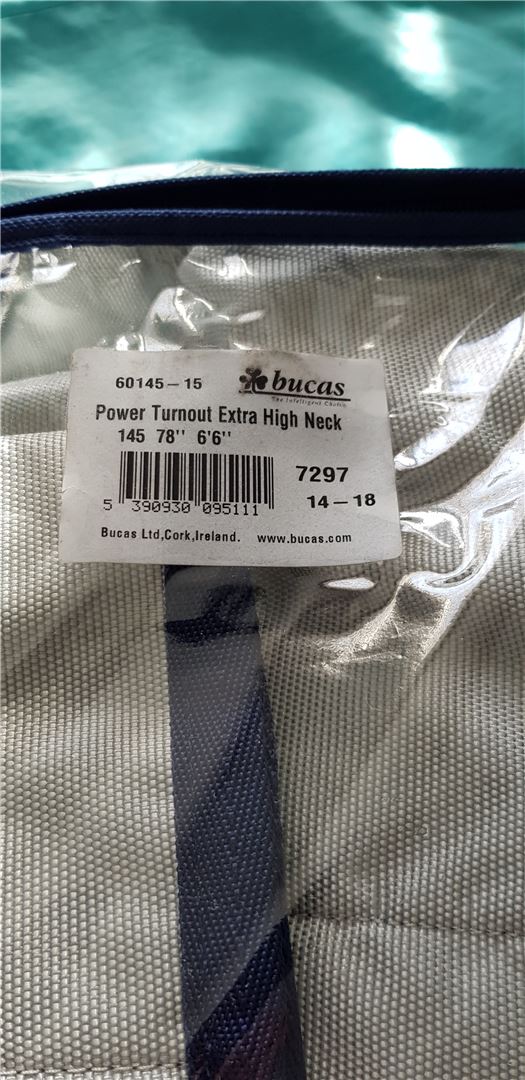 60145-15 bucas
The Intelligent Choice
Power Turnout Extra High Neck
145 78" 6'6"
7297
5 390930 095111
14-18
Bucas Ltd,Cork,Ireland. www.bucas.com